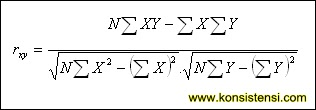 r_xy = (N∑XY − ∑X∑Y) / (√(N∑X² − (∑X)²) . √(N∑Y − (∑Y)²))
www.konsistensi.com